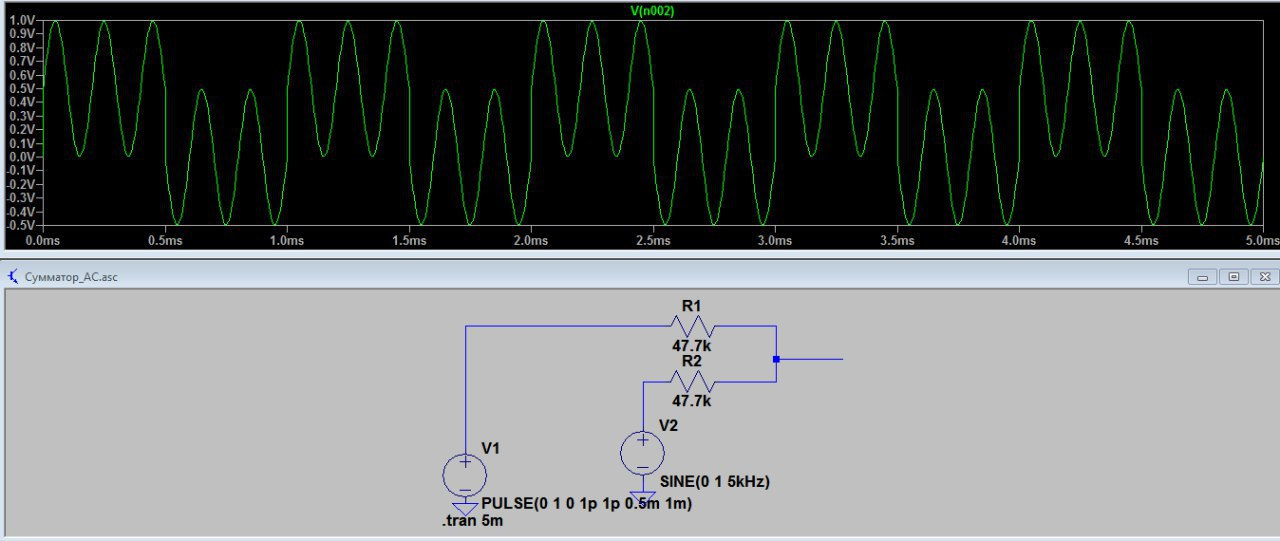 V(n002)
1.0V
0.9V
0.8V
0.7V
0.6V
0.5V
0.4V
0.3V
0.2V
0.1V
0.0V
-0.1V
-0.2V
-0.3V
-0.4V
-0.5V
0.0ms 0.5ms 1.0ms 1.5ms 2.0ms 2.5ms 3.0ms 3.5ms 4.0ms 4.5ms 5.0ms
Сумматор_AC.asc
R1
47.7k
R2
47.7k
V2
V1
SINE(0 1 5kHz)
PULSE(0 1 0 1p 1p 0.5m 1m)
.tran 5m